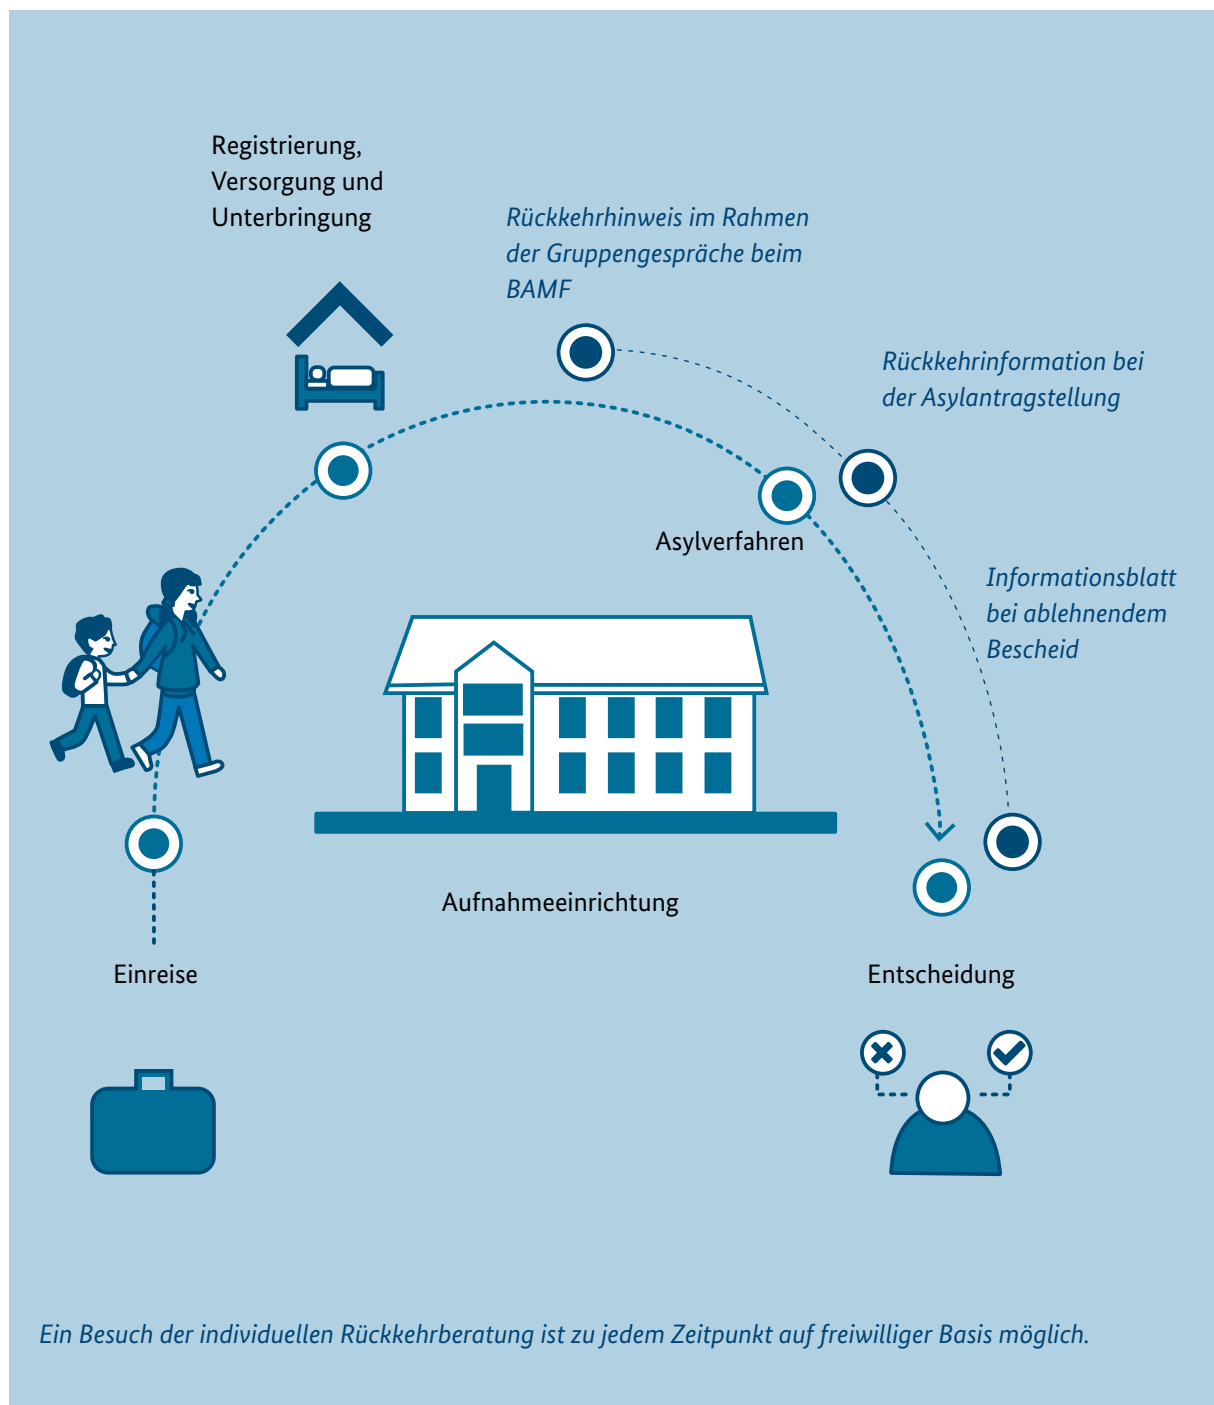 Registrierung,
Versorgung und
Unterbringung
Rückkehrhinweis im Rahmen
der Gruppengespräche beim
BAMF
Rückkehrinformation bei
der Asylantragstellung
Asylverfahren
Informationsblatt
bei ablehnendem
Bescheid
Aufnahmeeinrichtung
Einreise
Entscheidung
Ein Besuch der individuellen Rückkehrberatung ist zu jedem Zeitpunkt auf freiwilliger Basis möglich.